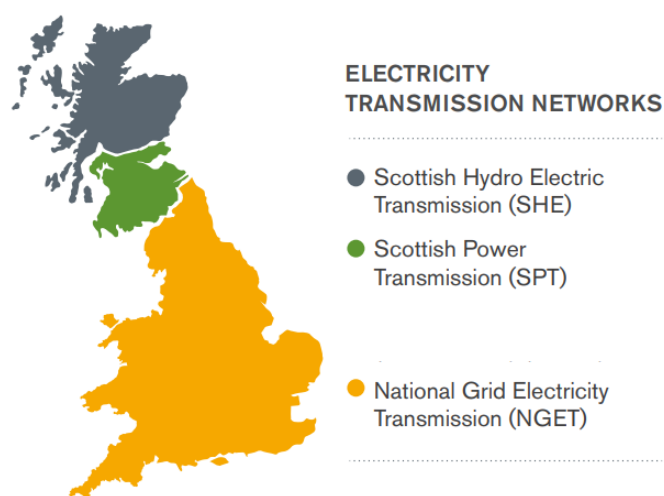 ELECTRICITY
TRANSMISSION NETWORKS
Scottish Hydro Electric
Transmission (SHE)
Scottish Power
Transmission (SPT)
National Grid Electricity
Transmission (NGET)